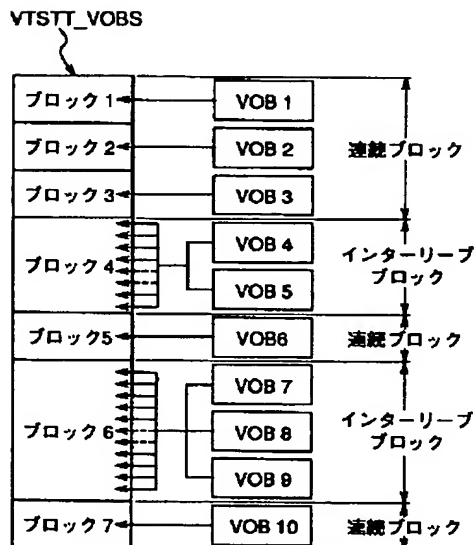 VTSTT_VOBS
ブロック1
VOB 1
ブロック2
VOB 2
ブロック3
VOB 3
連続ブロック
ブロック4
VOB 4
VOB 5
インターリーブ
ブロック
ブロック5
VOB6
連続ブロック
ブロック6
VOB 7
VOB 8
VOB 9
インターリーブ
ブロック
ブロック7
VOB 10
連続ブロック